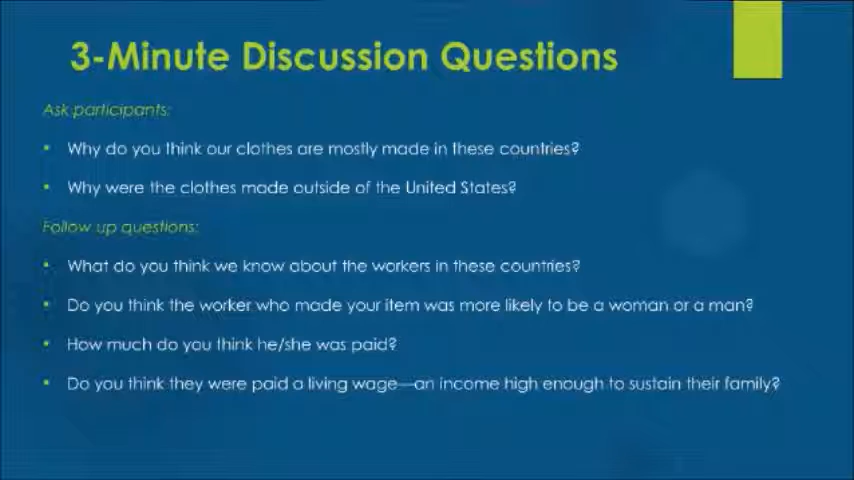 3-Minute Discussion Questions
Ask participants:
• Why do you think our clothes are mostly made in these countries?
• Why were the clothes made outside of the United States?
Follow up questions:
• What do you think we know about the workers in these countries?
• Do you think the worker who made your item was more likely to be a woman or a man?
• How much do you think he/she was paid?
• Do you think they were paid a living wage—an income high enough to sustain their family?